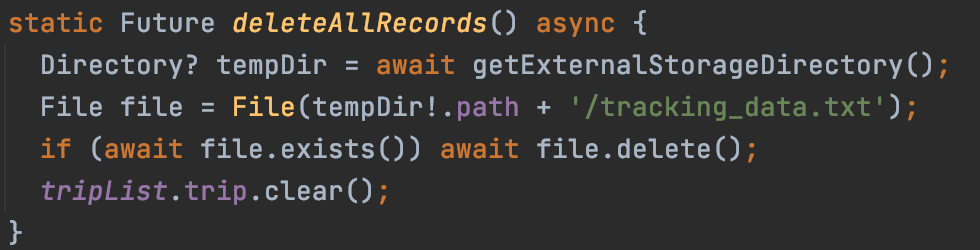 static Future deleteAllRecords() async {
  Directory? tempDir = await getExternalStorageDirectory();
  File file = File(tempDir!.path + '/tracking_data.txt');
  if (await file.exists()) await file.delete();
  tripList.trip.clear();
}